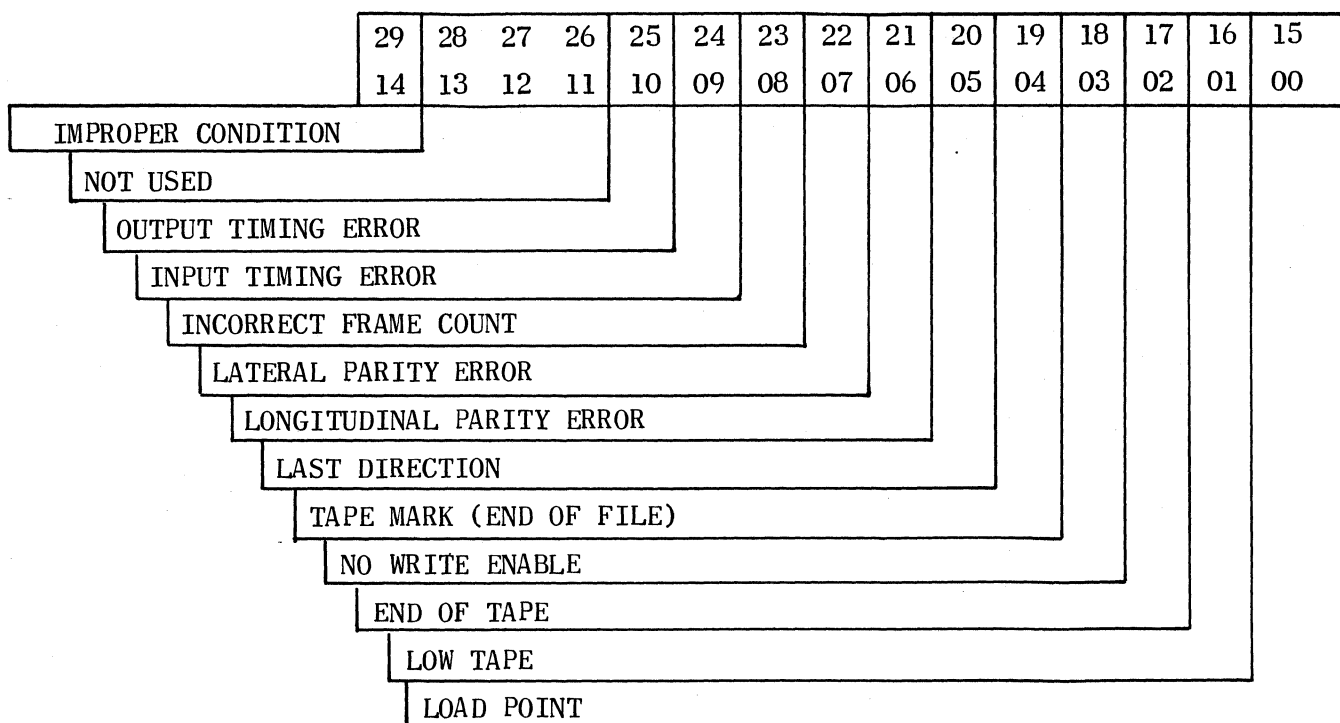 29 28 27 26 25 24 23 22 21 20 19 18 17 16 15
14 13 12 11 10 09 08 07 06 05 04 03 02 01 00
IMPROPER CONDITION
NOT USED
OUTPUT TIMING ERROR
INPUT TIMING ERROR
INCORRECT FRAME COUNT
LATERAL PARITY ERROR
LONGITUDINAL PARITY ERROR
LAST DIRECTION
TAPE MARK (END OF FILE)
NO WRITE ENABLE
END OF TAPE
LOW TAPE
LOAD POINT